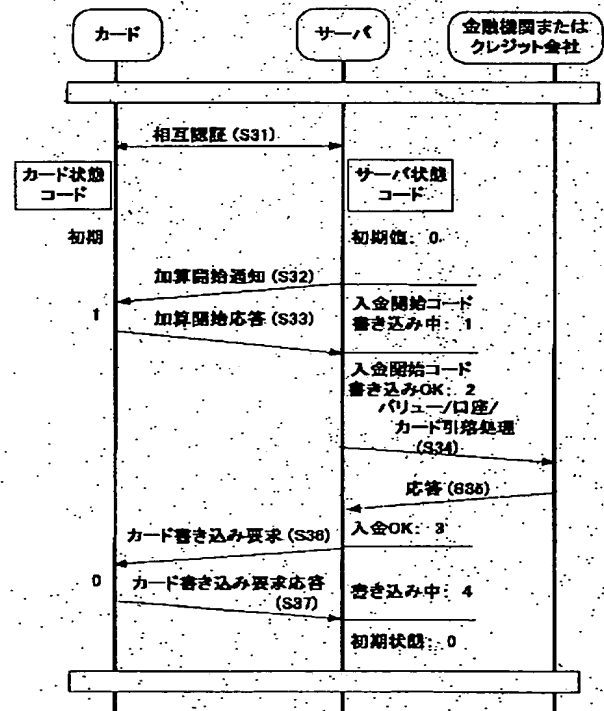 カード
サーバ
金融機関または
クレジット会社
相互認証 (S31)
カード状態
コード
サーバ状態
コード
初期
初期値: 0
加算開始通知 (S32)
1
入金開始コード
書き込み中: 1
加算開始応答 (S33)
入金開始コード
書き込みOK: 2
バリュー/口座/
カード引落処理
(S34)
応答 (S35)
入金OK: 3
カード書き込み要求 (S36)
0
カード書き込み要求応答
(S37)
書き込み中: 4
初期状態: 0